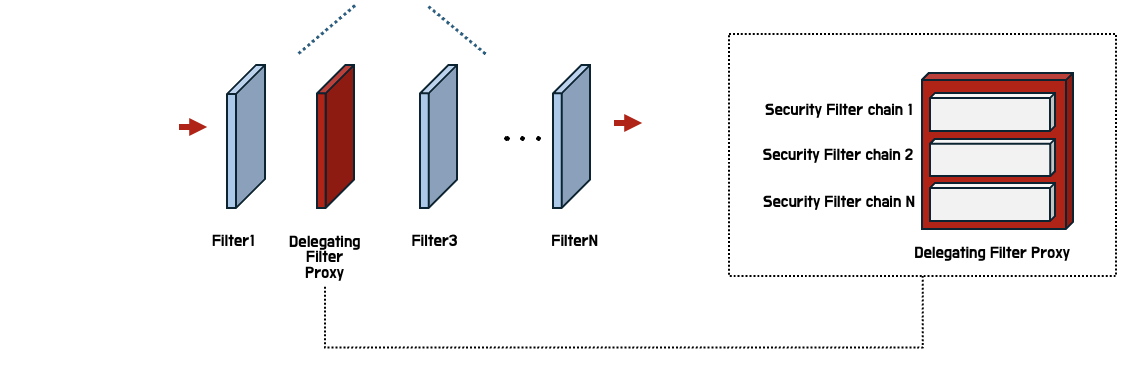 Filter1
Delegating
Filter
Proxy
Filter3
FilterN
Security Filter chain 1
Security Filter chain 2
Security Filter chain N
Delegating Filter Proxy